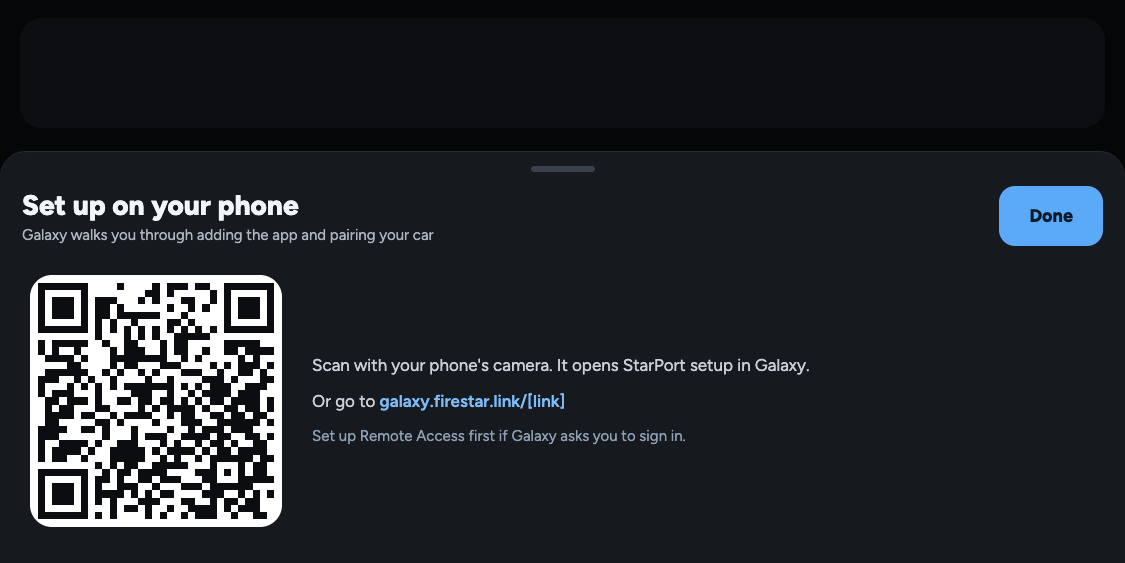 Set up on your phone
Galaxy walks you through adding the app and pairing your car
Done
Scan with your phone's camera. It opens StarPort setup in Galaxy.
Or go to galaxy.firestar.link/[link]
Set up Remote Access first if Galaxy asks you to sign in.